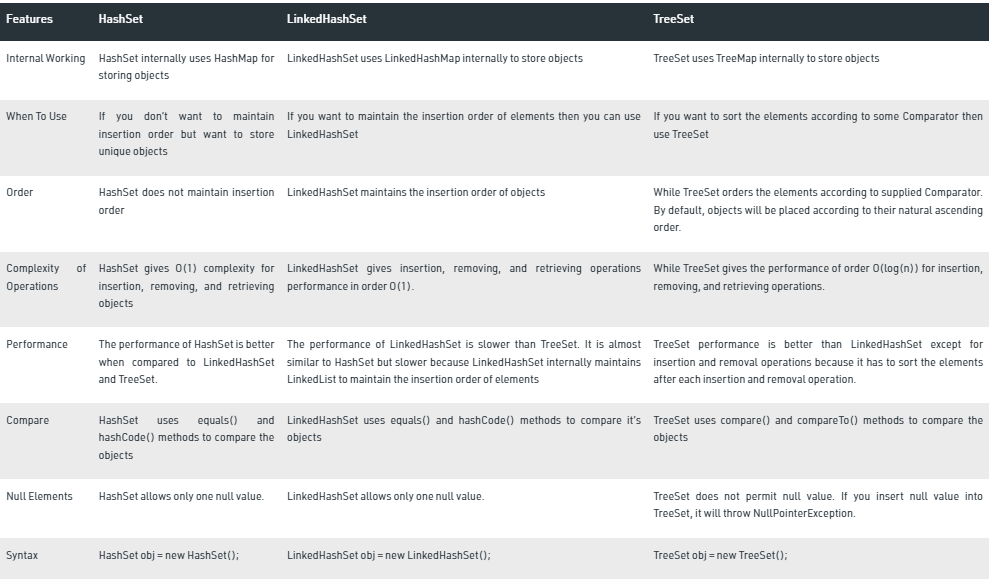 Features HashSet LinkedHashSet TreeSet
Internal Working HashSet internally uses HashMap for
storing objects
LinkedHashSet uses LinkedHashMap internally to store objects
TreeSet uses TreeMap internally to store objects
When To Use If you don't want to maintain
insertion order but want to store
unique objects
If you want to maintain the insertion order of elements then you can use
LinkedHashSet
If you want to sort the elements according to some Comparator then
use TreeSet
Order HashSet does not maintain insertion
order
LinkedHashSet maintains the insertion order of objects
While TreeSet orders the elements according to supplied Comparator.
By default, objects will be placed according to their natural ascending
order.
Complexity of
Operations
HashSet gives O(1) complexity for
insertion, removing, and retrieving
objects
LinkedHashSet gives insertion, removing, and retrieving operations
performance in order O(1).
While TreeSet gives the performance of order O(log(n)) for insertion,
removing, and retrieving operations.
Performance The performance of HashSet is better
when compared to LinkedHashSet
and TreeSet.
The performance of LinkedHashSet is slower than TreeSet. It is almost
similar to HashSet but slower because LinkedHashSet internally maintains
LinkedList to maintain the insertion order of elements
TreeSet performance is better than LinkedHashSet except for
insertion and removal operations because it has to sort the elements
after each insertion and removal operation.
Compare HashSet uses equals() and
hashCode() methods to compare the
objects
LinkedHashSet uses equals() and hashCode() methods to compare it's
objects
TreeSet uses compare() and compareTo() methods to compare the
objects
Null Elements HashSet allows only one null value.
LinkedHashSet allows only one null value.
TreeSet does not permit null value. If you insert null value into
TreeSet, it will throw NullPointerException.
Syntax HashSet obj = new HashSet();
LinkedHashSet obj = new LinkedHashSet();
TreeSet obj = new TreeSet();